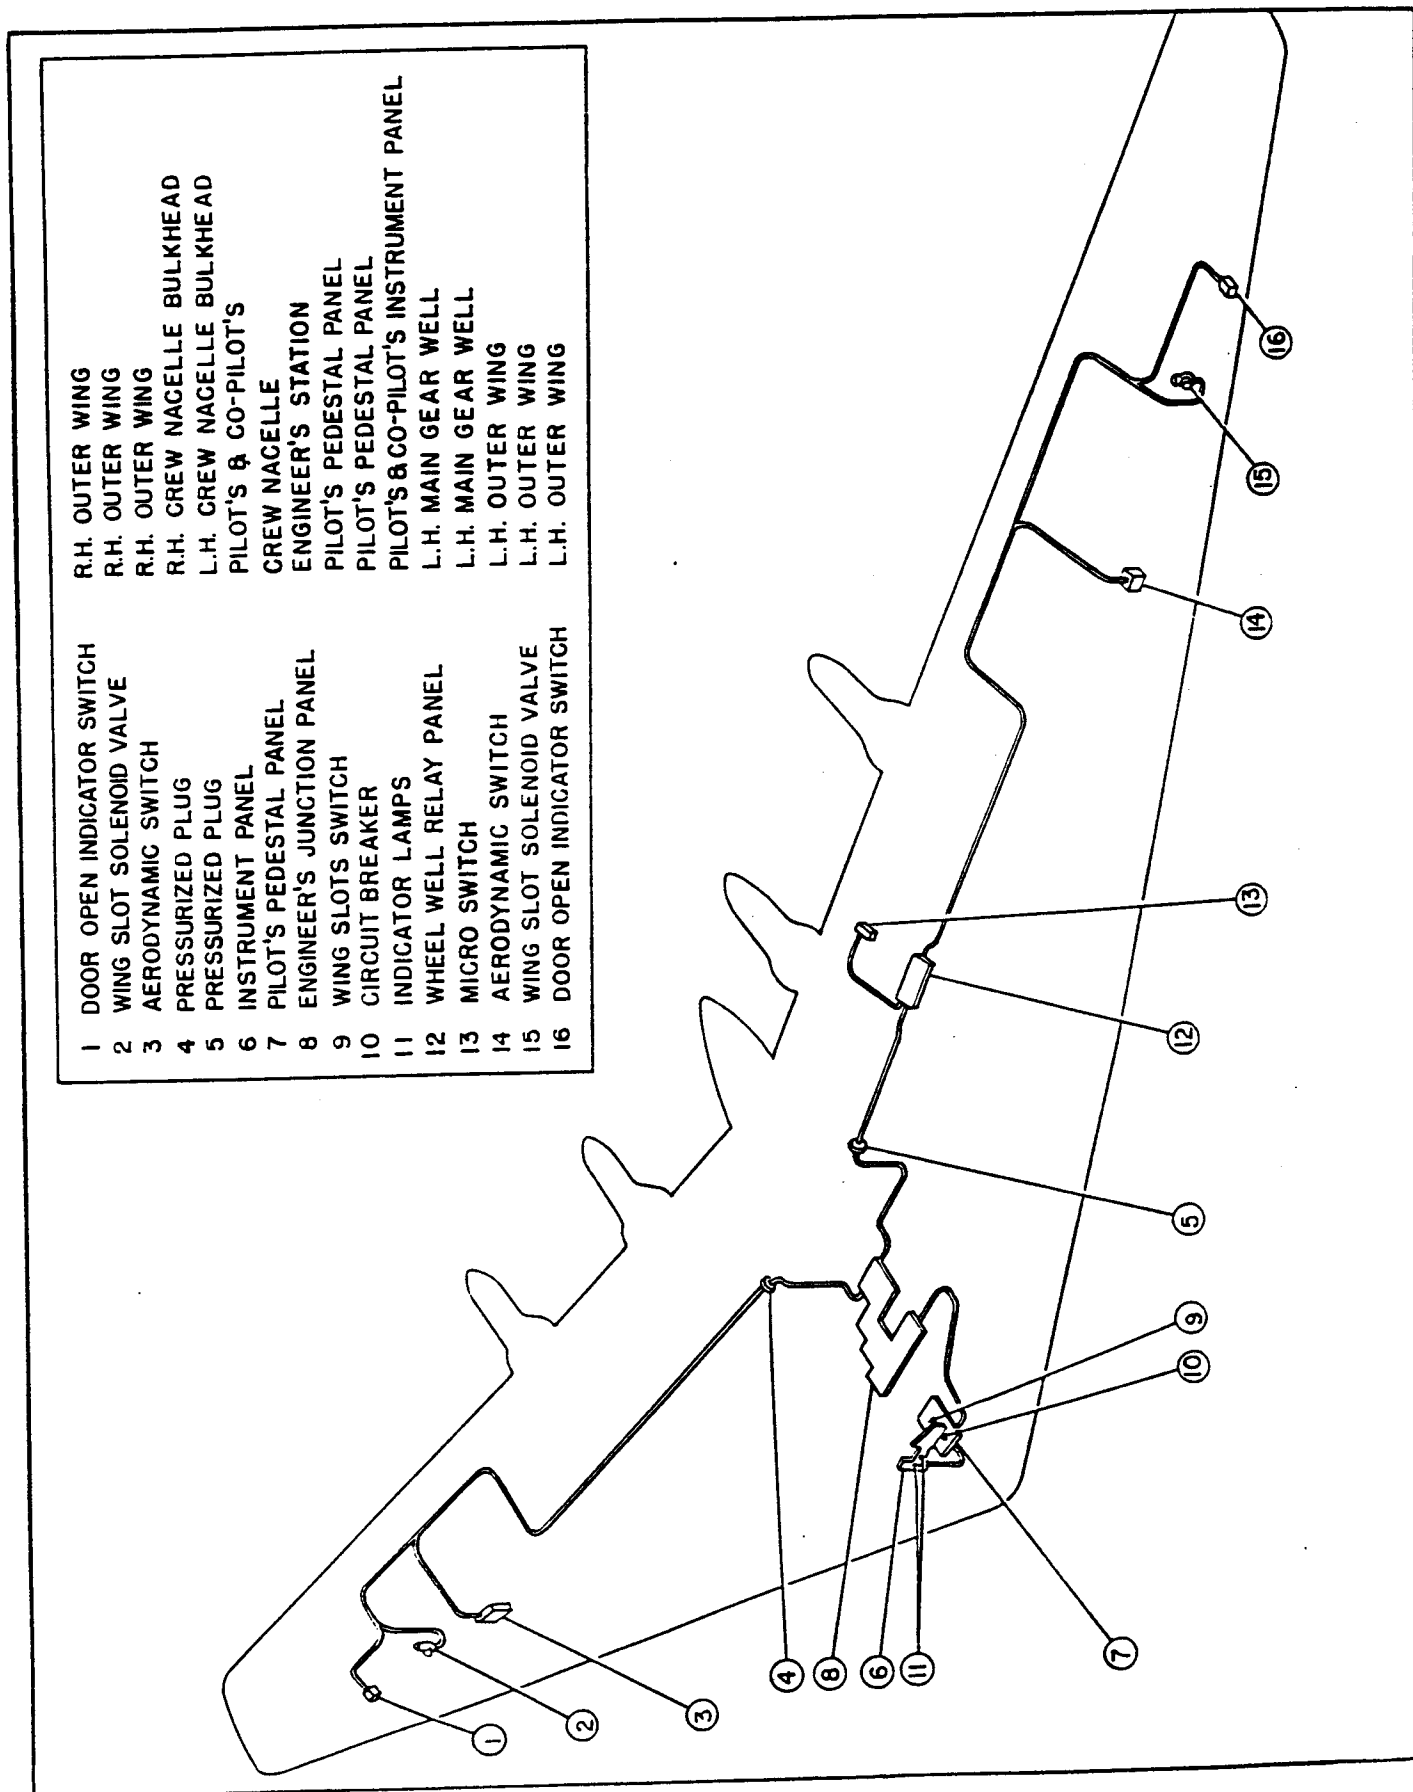 1 DOOR OPEN INDICATOR SWITCH R.H. OUTER WING
2 WING SLOT SOLENOID VALVE R.H. OUTER WING
3 AERODYNAMIC SWITCH R.H. OUTER WING
4 PRESSURIZED PLUG R.H. CREW NACELLE BULKHEAD
5 PRESSURIZED PLUG L.H. CREW NACELLE BULKHEAD
6 INSTRUMENT PANEL PILOT'S & CO-PILOT'S
7 PILOT'S PEDESTAL PANEL CREW NACELLE
8 ENGINEER'S JUNCTION PANEL ENGINEER'S STATION
9 WING SLOTS SWITCH PILOT'S PEDESTAL PANEL
10 CIRCUIT BREAKER PILOT'S PEDESTAL PANEL
11 INDICATOR LAMPS PILOT'S & CO-PILOT'S INSTRUMENT PANEL
12 WHEEL WELL RELAY PANEL L.H. MAIN GEAR WELL
13 MICRO SWITCH L.H. MAIN GEAR WELL
14 AERODYNAMIC SWITCH L.H. OUTER WING
15 WING SLOT SOLENOID VALVE L.H. OUTER WING
16 DOOR OPEN INDICATOR SWITCH L.H. OUTER WING
1
2
3
4
8
6
11
7
10
9
5
12
13
14
15
16